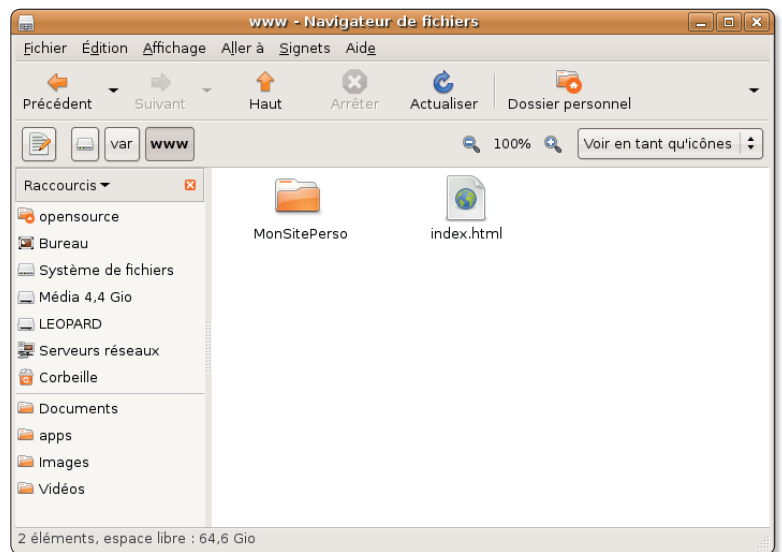 www - Navigateur de fichiers
Fichier Édition Affichage Aller à Signets Aide
Précédent Suivant Haut Arrêter Actualiser Dossier personnel
var www 100% Voir en tant qu'icônes
Raccourcis
opensource
Bureau
Système de fichiers
Média 4,4 Gio
LEOPARD
Serveurs réseaux
Corbeille
Documents
apps
Images
Vidéos
MonSitePerso index.html
2 éléments, espace libre : 64,6 Gio